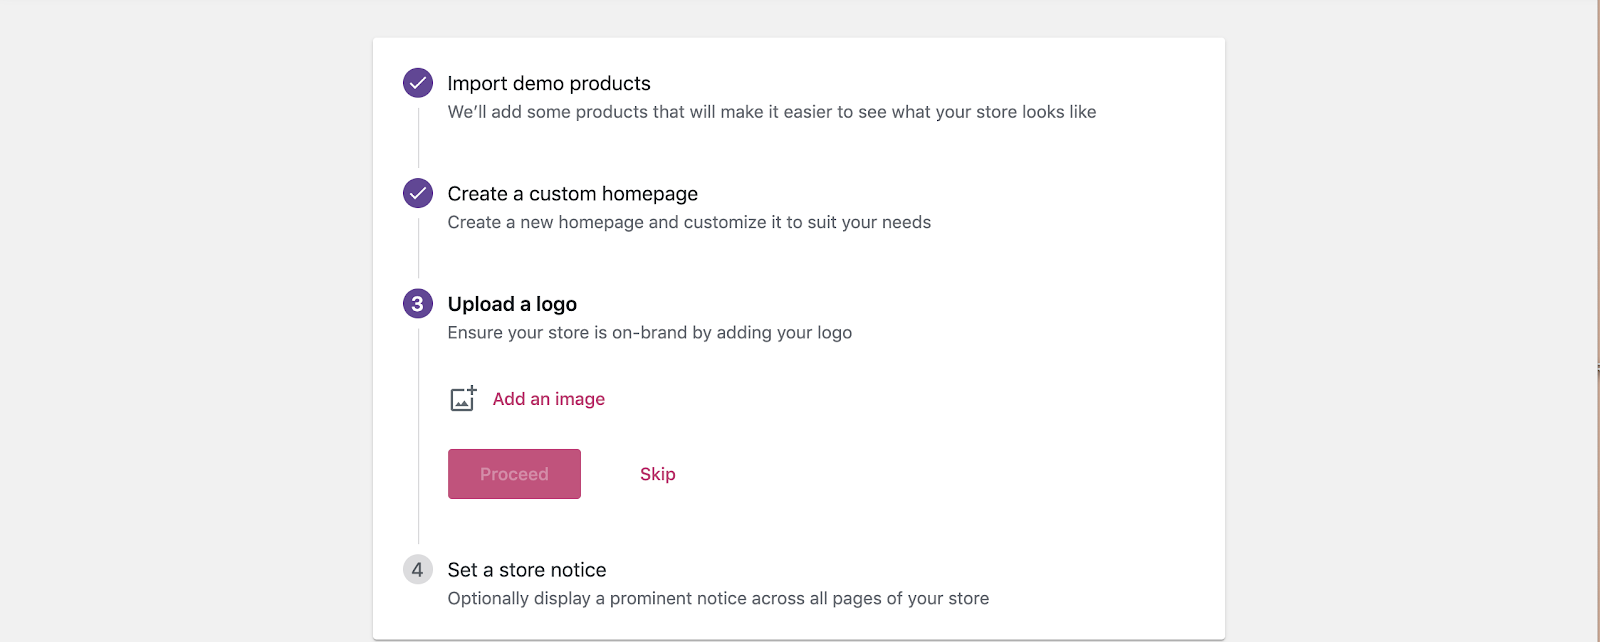 Import demo products
We’ll add some products that will make it easier to see what your store looks like
Create a custom homepage
Create a new homepage and customize it to suit your needs
3 Upload a logo
Ensure your store is on-brand by adding your logo
Add an image
Proceed Skip
4 Set a store notice
Optionally display a prominent notice across all pages of your store